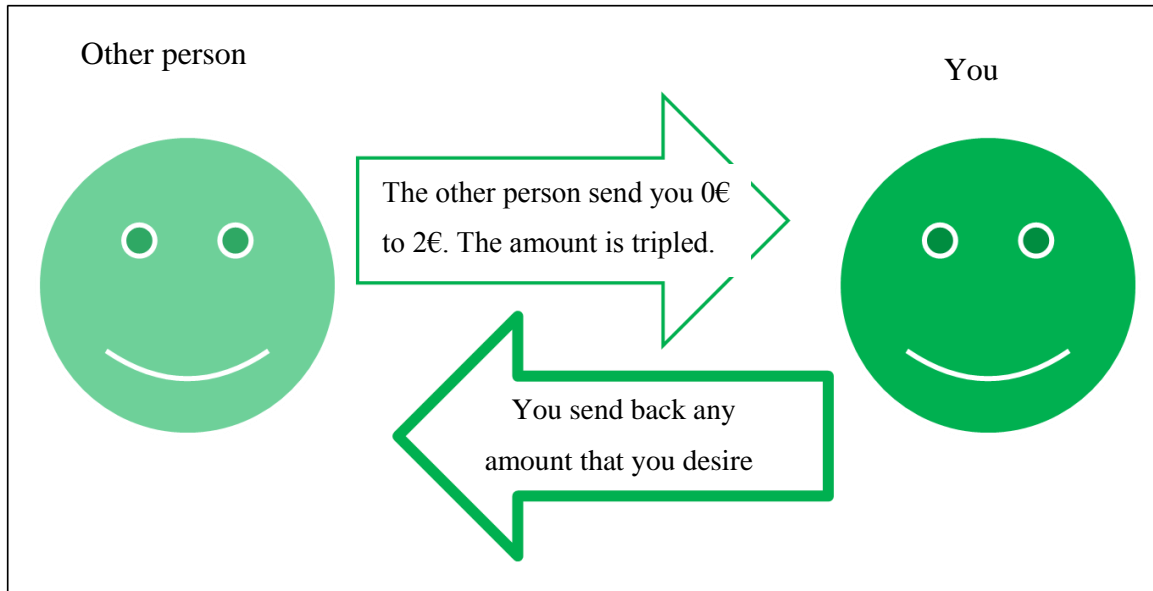 Other person
You
The other person send you 0€
to 2€. The amount is tripled.
You send back any
amount that you desire